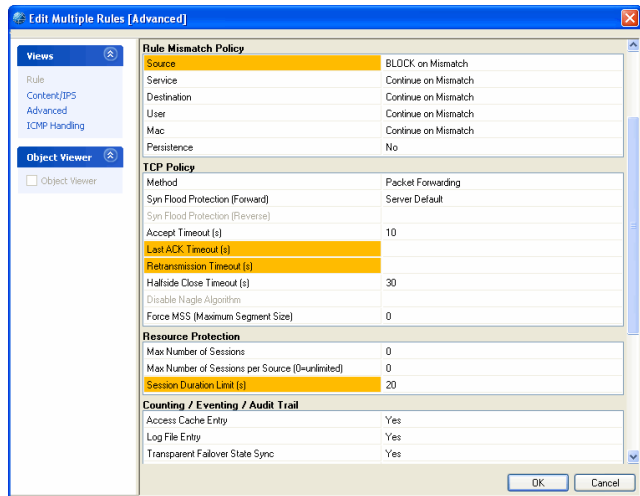 Edit Multiple Rules [Advanced]
Views
Rule
Content/IPS
Advanced
ICMP Handling
Object Viewer
Object Viewer
Rule Mismatch Policy
Source BLOCK on Mismatch
Service Continue on Mismatch
Destination Continue on Mismatch
User Continue on Mismatch
Mac Continue on Mismatch
Persistence No
TCP Policy
Method Packet Forwarding
Syn Flood Protection (Forward) Server Default
Syn Flood Protection (Reverse)
Accept Timeout (s) 10
Last ACK Timeout (s)
Retransmission Timeout (s)
Halfside Close Timeout (s) 30
Disable Nagle Algorithm
Force MSS (Maximum Segment Size) 0
Resource Protection
Max Number of Sessions 0
Max Number of Sessions per Source (0=unlimited) 0
Session Duration Limit (s) 20
Counting / Eventing / Audit Trail
Access Cache Entry Yes
Log File Entry Yes
Transparent Failover State Sync Yes
OK Cancel